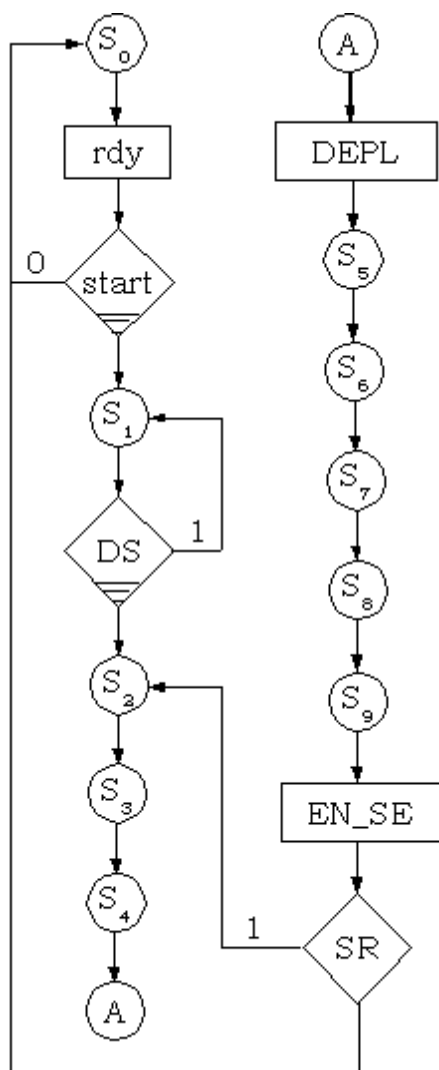 S₀
rdy
0
start
S₁
DS
1
S₂
S₃
S₄
A
A
DEPL
S₅
S₆
S₇
S₈
S₉
EN_SE
1
SR